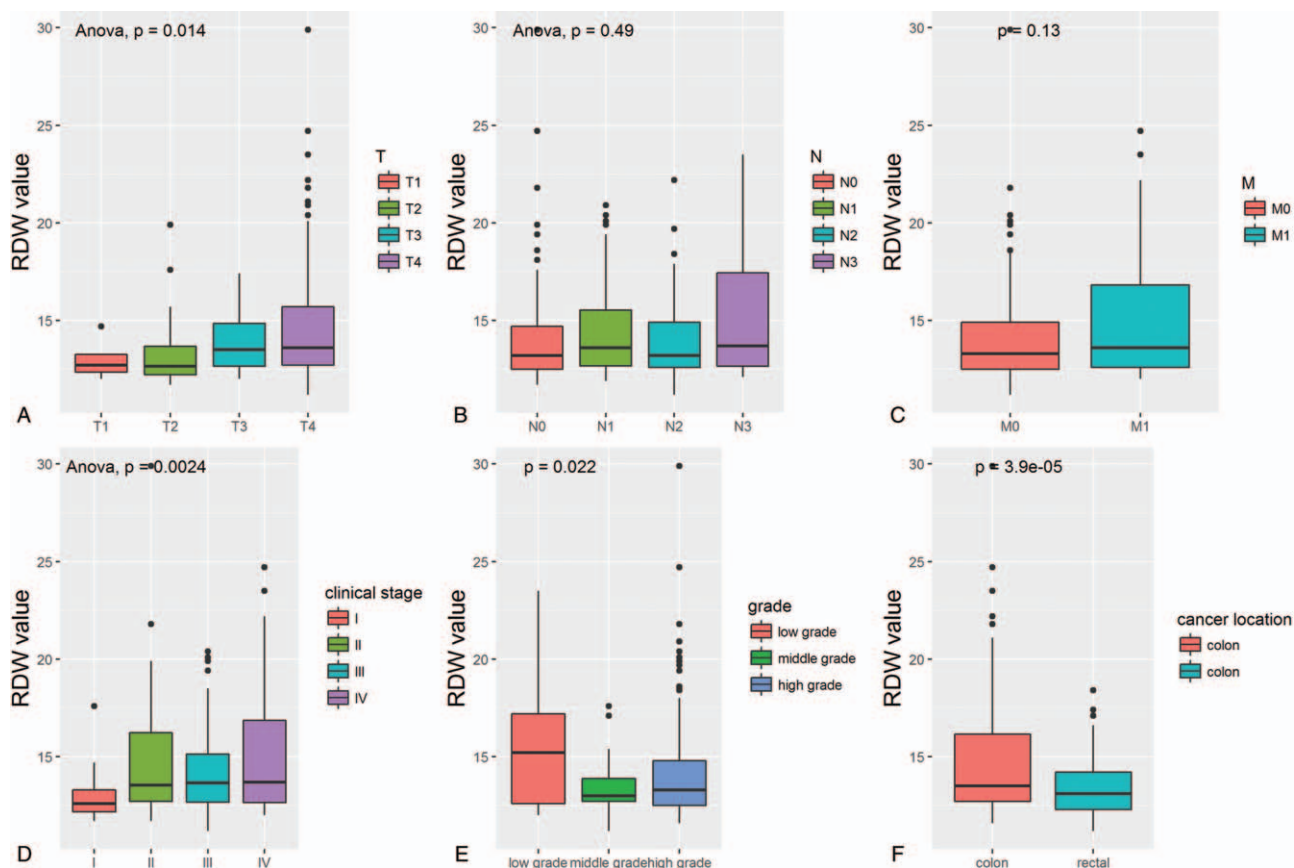 Anova, p = 0.014
30
25
20
15
RDW value
T
T1
T2
T3
T4
T1 T2 T3 T4
A
Anova, p = 0.49
30
25
20
15
RDW value
N
N0
N1
N2
N3
N0 N1 N2 N3
B
p = 0.13
30
25
20
15
RDW value
M
M0
M1
M0 M1
C
Anova, p = 0.0024
30
25
20
15
RDW value
clinical stage
I
II
III
IV
I II III IV
D
p = 0.022
30
25
20
15
RDW value
grade
low grade
middle grade
high grade
low grade middle grade high grade
E
p = 3.9e-05
30
25
20
15
RDW value
cancer location
colon
colon
colon rectal
F